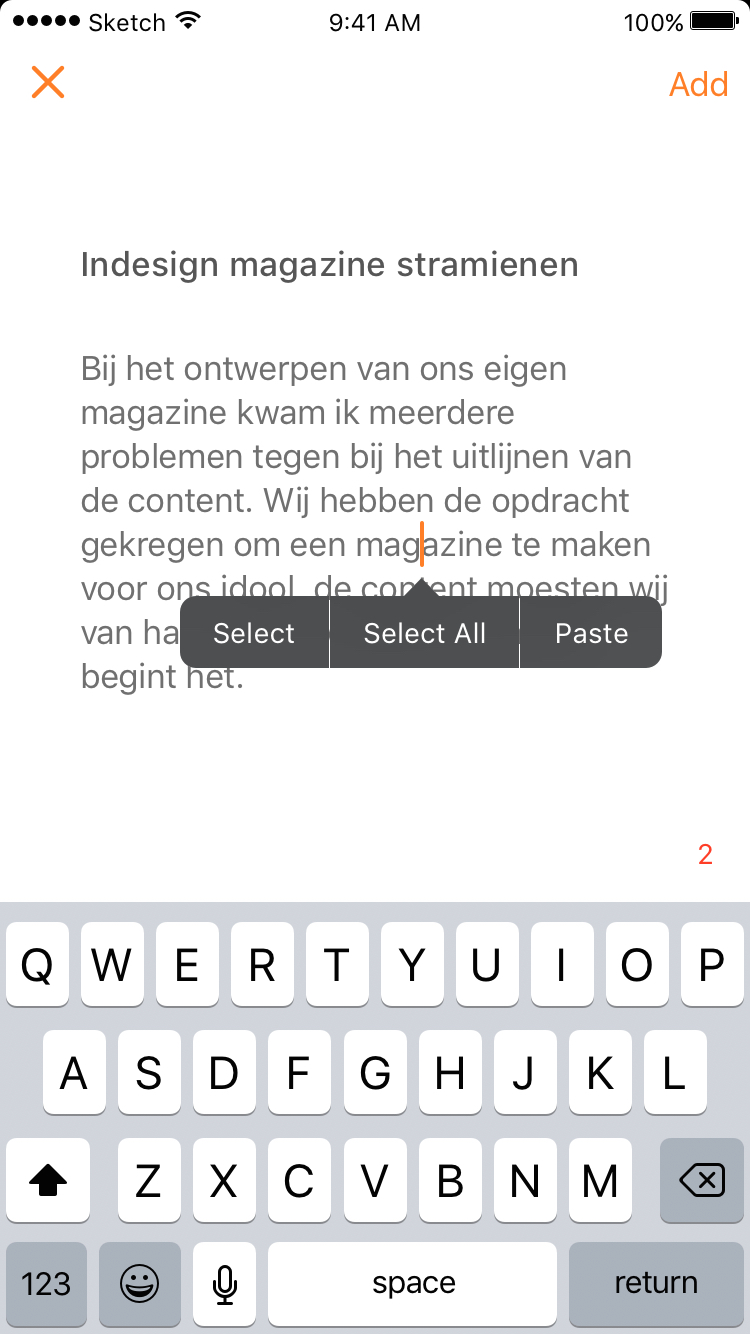 Sketch 9:41 AM 100%
Add
Indesign magazine stramienen
Bij het ontwerpen van ons eigen
magazine kwam ik meerdere
problemen tegen bij het uitlijnen van
de content. Wij hebben de opdracht
gekregen om een magazine te maken
voor ons idool, de content moesten wij
van
Select Select All Paste
begint het.
2
Q W E R T Y U I O P
A S D F G H J K L
Z X C V B N M
123 space return